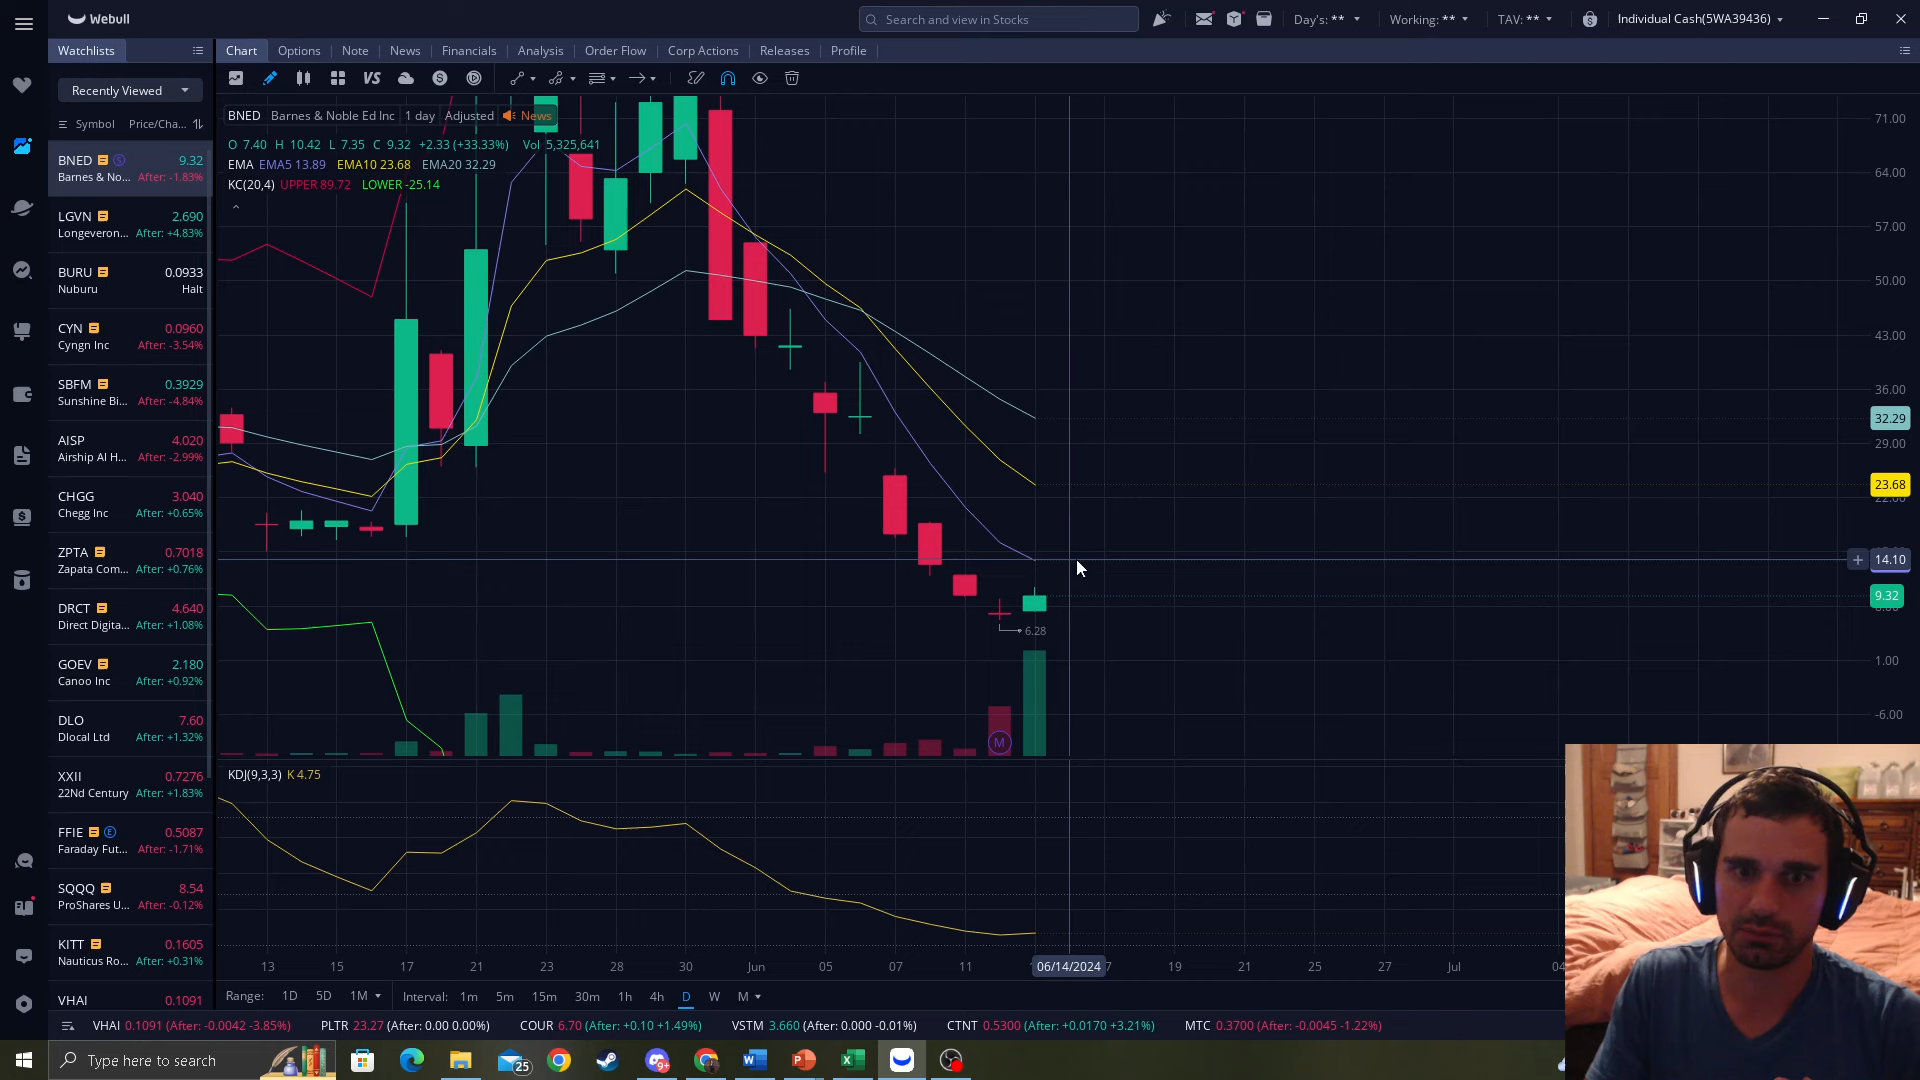 Webull
Search and view in Stocks
Day's: **
Working: **
TAV: **
Individual Cash(5WA39436)
Watchlists
Chart
Options
Note
News
Financials
Analysis
Order Flow
Corp Actions
Releases
Profile
Recently Viewed
VS
Symbol Price/Cha...
BNED Barnes & Noble Ed Inc 1 day Adjusted News
O 7.40 H 10.42 L 7.35 C 9.32 +2.33 (+33.33%) Vol 5,325,641
EMA EMA5 13.89 EMA10 23.68 EMA20 32.29
KC(20,4) UPPER 89.72 LOWER -25.14
BNED 9.32
Barnes & No... After: -1.83%
LGVN 2.690
Longeveron... After: +4.83%
BURU 0.0933
Nuburu Halt
CYN 0.0960
Cyngn Inc After: -3.54%
SBFM 0.3929
Sunshine Bi... After: -4.84%
AISP 4.020
Airship AI H... After: -2.99%
CHGG 3.040
Chegg Inc After: +0.65%
ZPTA 0.7018
Zapata Com... After: +0.76%
DRCT 4.640
Direct Digita... After: +1.08%
GOEV 2.180
Canoo Inc After: +0.92%
DLO 7.60
Dlocal Ltd After: +1.32%
XXII 0.7276
22Nd Century After: +1.83%
FFIE 0.5087
Faraday Fut... After: -1.71%
SQQQ 8.54
ProShares U... After: -0.12%
KITT 0.1605
Nauticus Ro... After: +0.31%
VHAI 0.1091
71.00
64.00
57.00
50.00
43.00
36.00
32.29
29.00
23.68
22.00
14.10
9.32
1.00
-6.00
6.28
M
KDJ(9,3,3) K 4.75
13 15 17 21 23 28 30 Jun 05 07 11 06/14/2024 19 21 25 27 Jul 04
Range: 1D 5D 1M Interval: 1m 5m 15m 30m 1h 4h D W M
VHAI 0.1091 (After: -0.0042 -3.85%) PLTR 23.27 (After: 0.00 0.00%) COUR 6.70 (After: +0.10 +1.49%) VSTM 3.660 (After: 0.000 -0.01%) CTNT 0.5300 (After: +0.0170 +3.21%) MTC 0.3700 (After: -0.0045 -1.22%)
Type here to search
25
9+